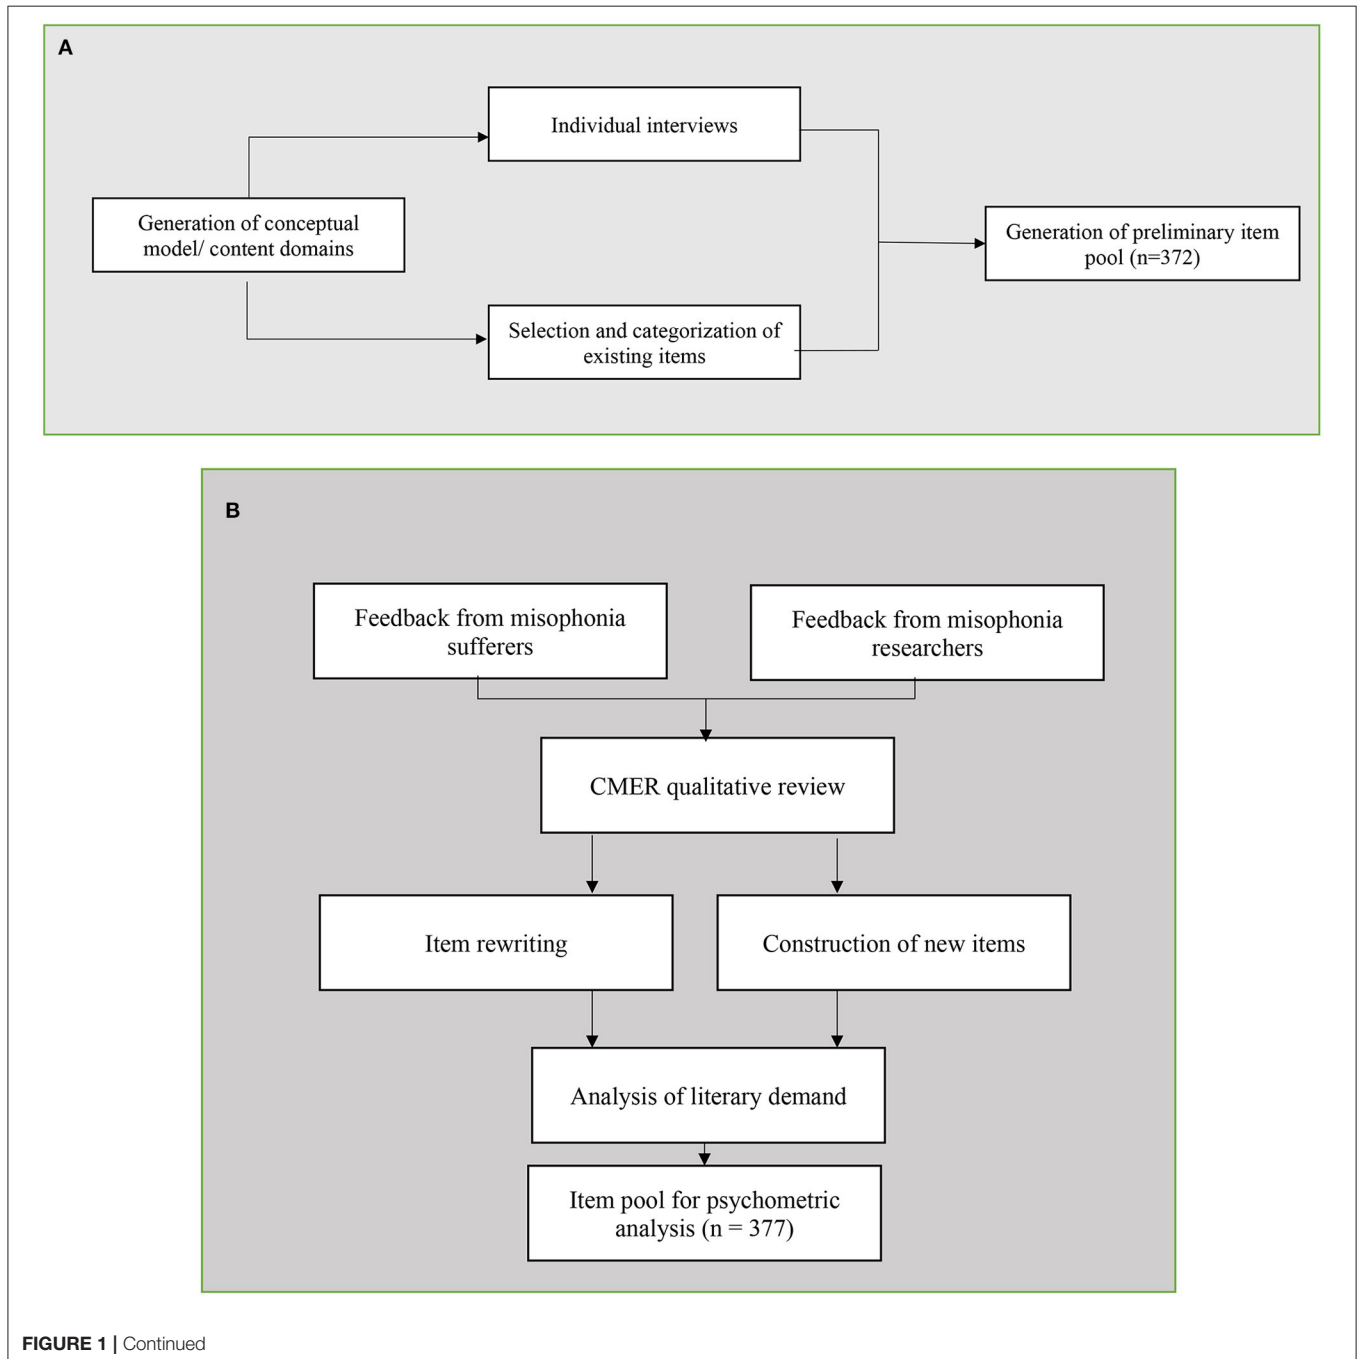 A
Individual interviews
Generation of conceptual
model/ content domains
Generation of preliminary item
pool (n=372)
Selection and categorization of
existing items
B
Feedback from misophonia
sufferers
Feedback from misophonia
researchers
CMER qualitative review
Item rewriting
Construction of new items
Analysis of literary demand
Item pool for psychometric
analysis (n = 377)
FIGURE 1 | Continued